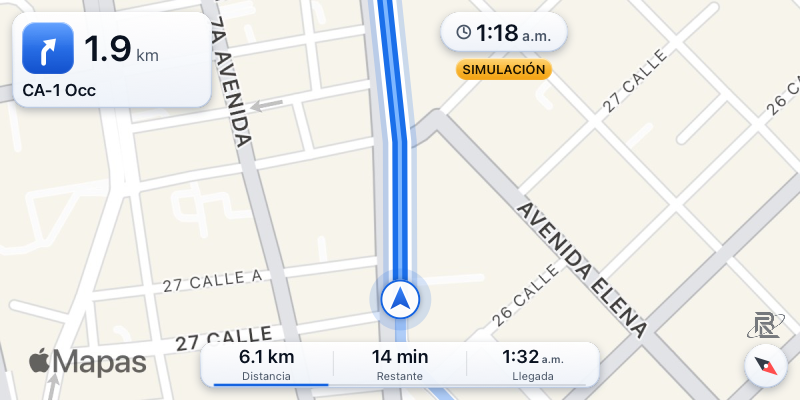 1.9 km
CA-1 Occ
1:18 a.m.
SIMULACIÓN
7A AVENIDA
27 CALLE
26 C
AVENIDA ELENA
26 CALLE
27 CALLE A
27 CALLE
Mapas
6.1 km
Distancia
14 min
Restante
1:32 a.m.
Llegada